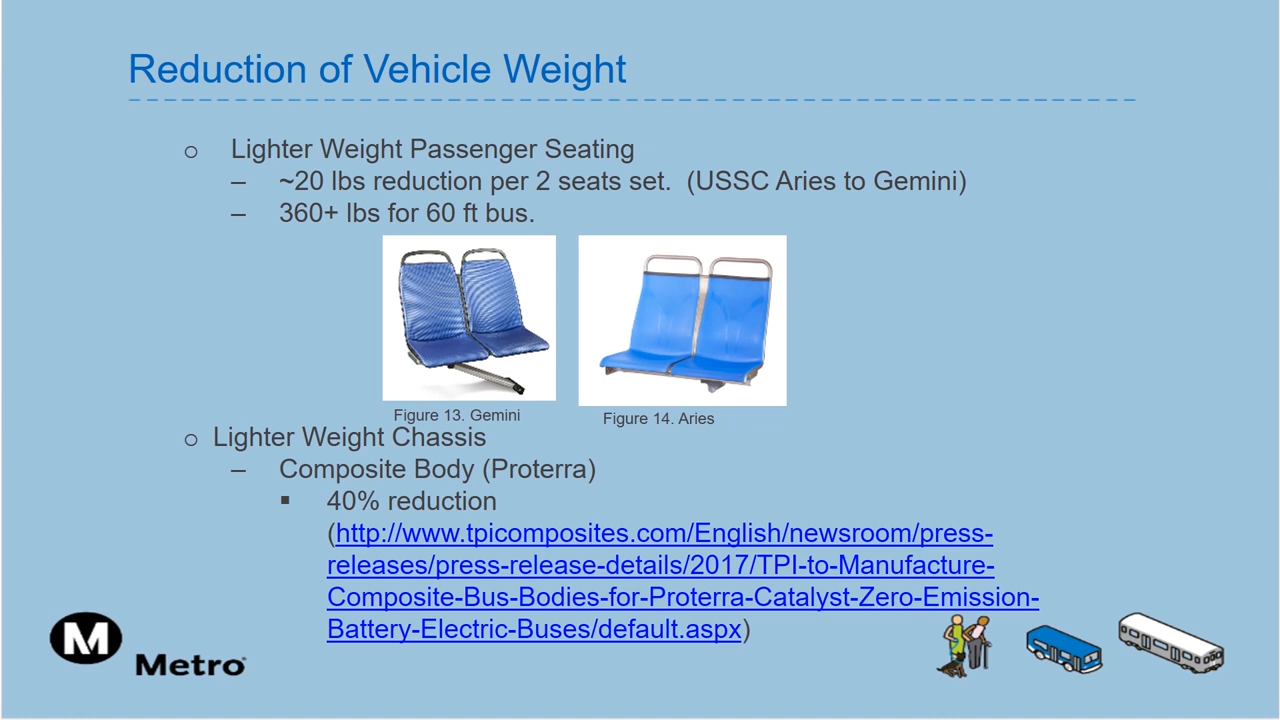 Reduction of Vehicle Weight
o Lighter Weight Passenger Seating
– ~20 lbs reduction per 2 seats set. (USSC Aries to Gemini)
– 360+ lbs for 60 ft bus.
Figure 13. Gemini
Figure 14. Aries
o Lighter Weight Chassis
– Composite Body (Proterra)
▪ 40% reduction
(http://www.tpicomposites.com/English/newsroom/press-
releases/press-release-details/2017/TPI-to-Manufacture-
Composite-Bus-Bodies-for-Proterra-Catalyst-Zero-Emission-
Battery-Electric-Buses/default.aspx)
M
Metro